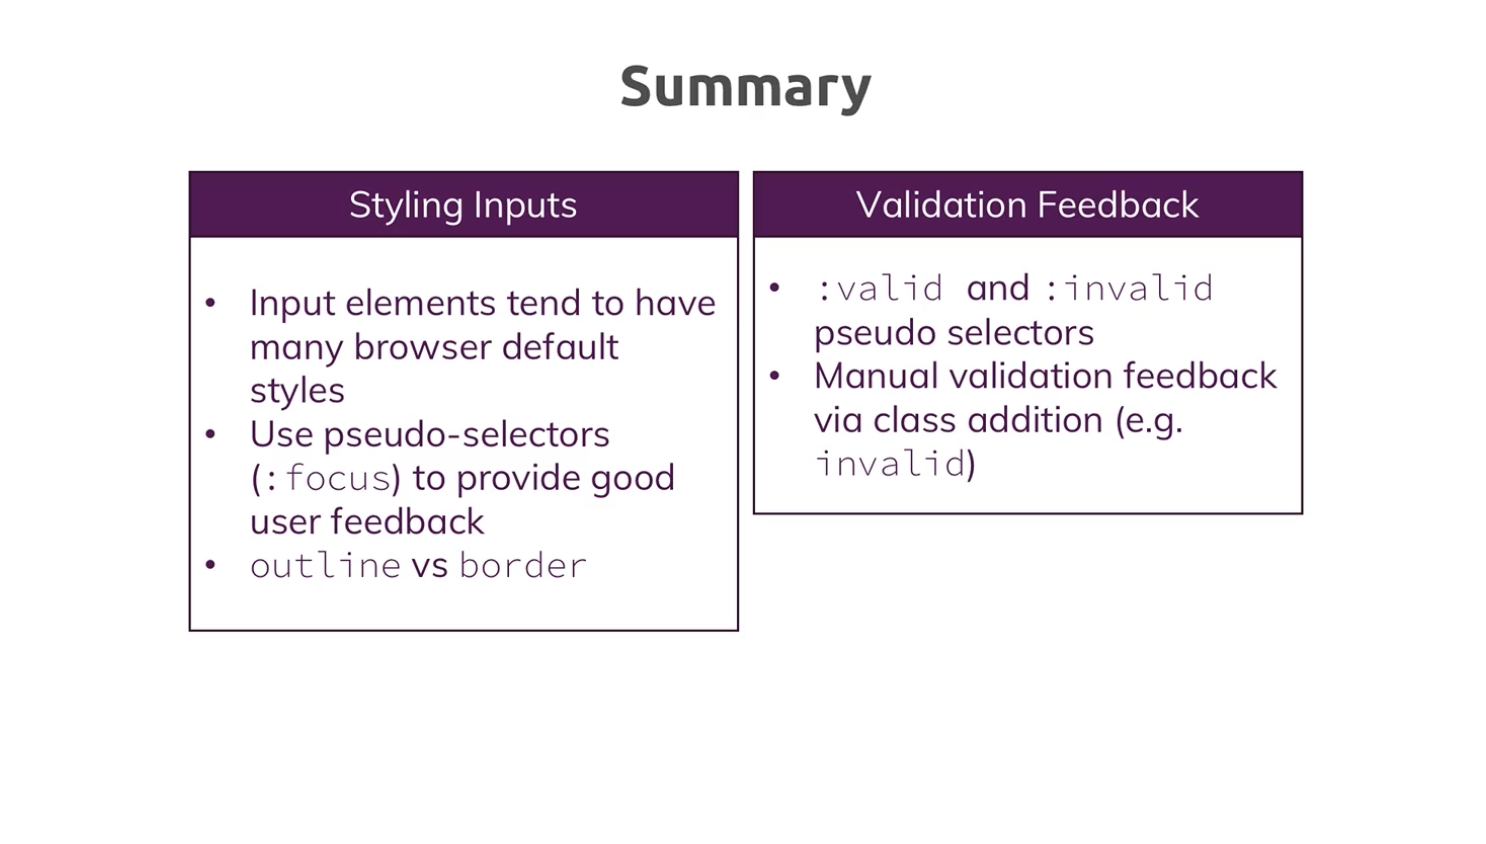 Summary
Styling Inputs
• Input elements tend to have
many browser default
styles
• Use pseudo-selectors
(:focus) to provide good
user feedback
• outline vs border
Validation Feedback
• :valid and :invalid
pseudo selectors
• Manual validation feedback
via class addition (e.g.
invalid)